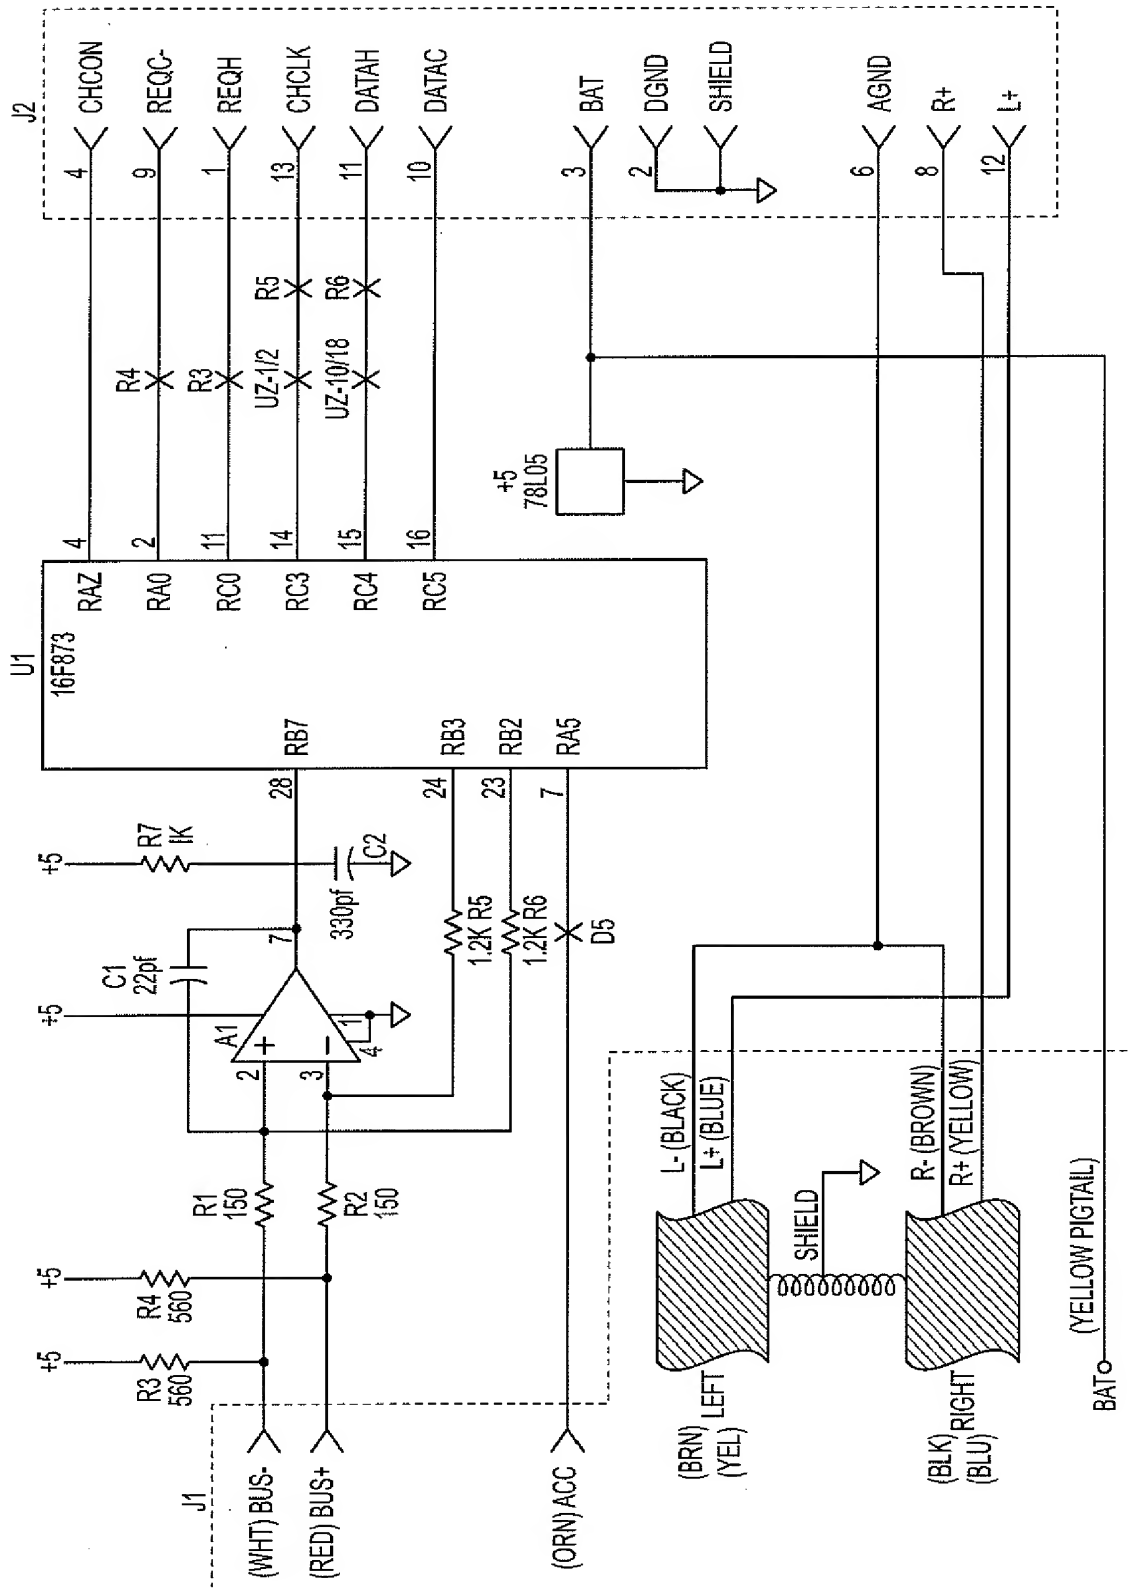 J2
4 CHCON
9 REQC-
1 REQH
13 CHCLK
11 DATAH
10 DATAC
3 BAT
2 DGND
SHIELD
6 AGND
8 R+
12 L+
R4
R3
UZ-1/2 R5
UZ-10/18 R6
+5
78L05
U1
16F873
RAZ 4
RA0 2
RC0 11
RC3 14
RC4 15
RC5 16
28 RB7
24 RB3
23 RB2
7 RA5
+5
R7
IK
330pf
C2
C1
22pf
+5
A1
7
2
+
3
−
1
4
1.2K R5
1.2K R6
D5
R1
150
R2
150
+5
R4
560
+5
R3
560
J1
(WHT) BUS-
(RED) BUS+
(ORN) ACC
L- (BLACK)
L+ (BLUE)
R- (BROWN)
R+ (YELLOW)
SHIELD
(BRN)
(YEL)
LEFT
(BLK)
(BLU)
RIGHT
BAT
(YELLOW PIGTAIL)